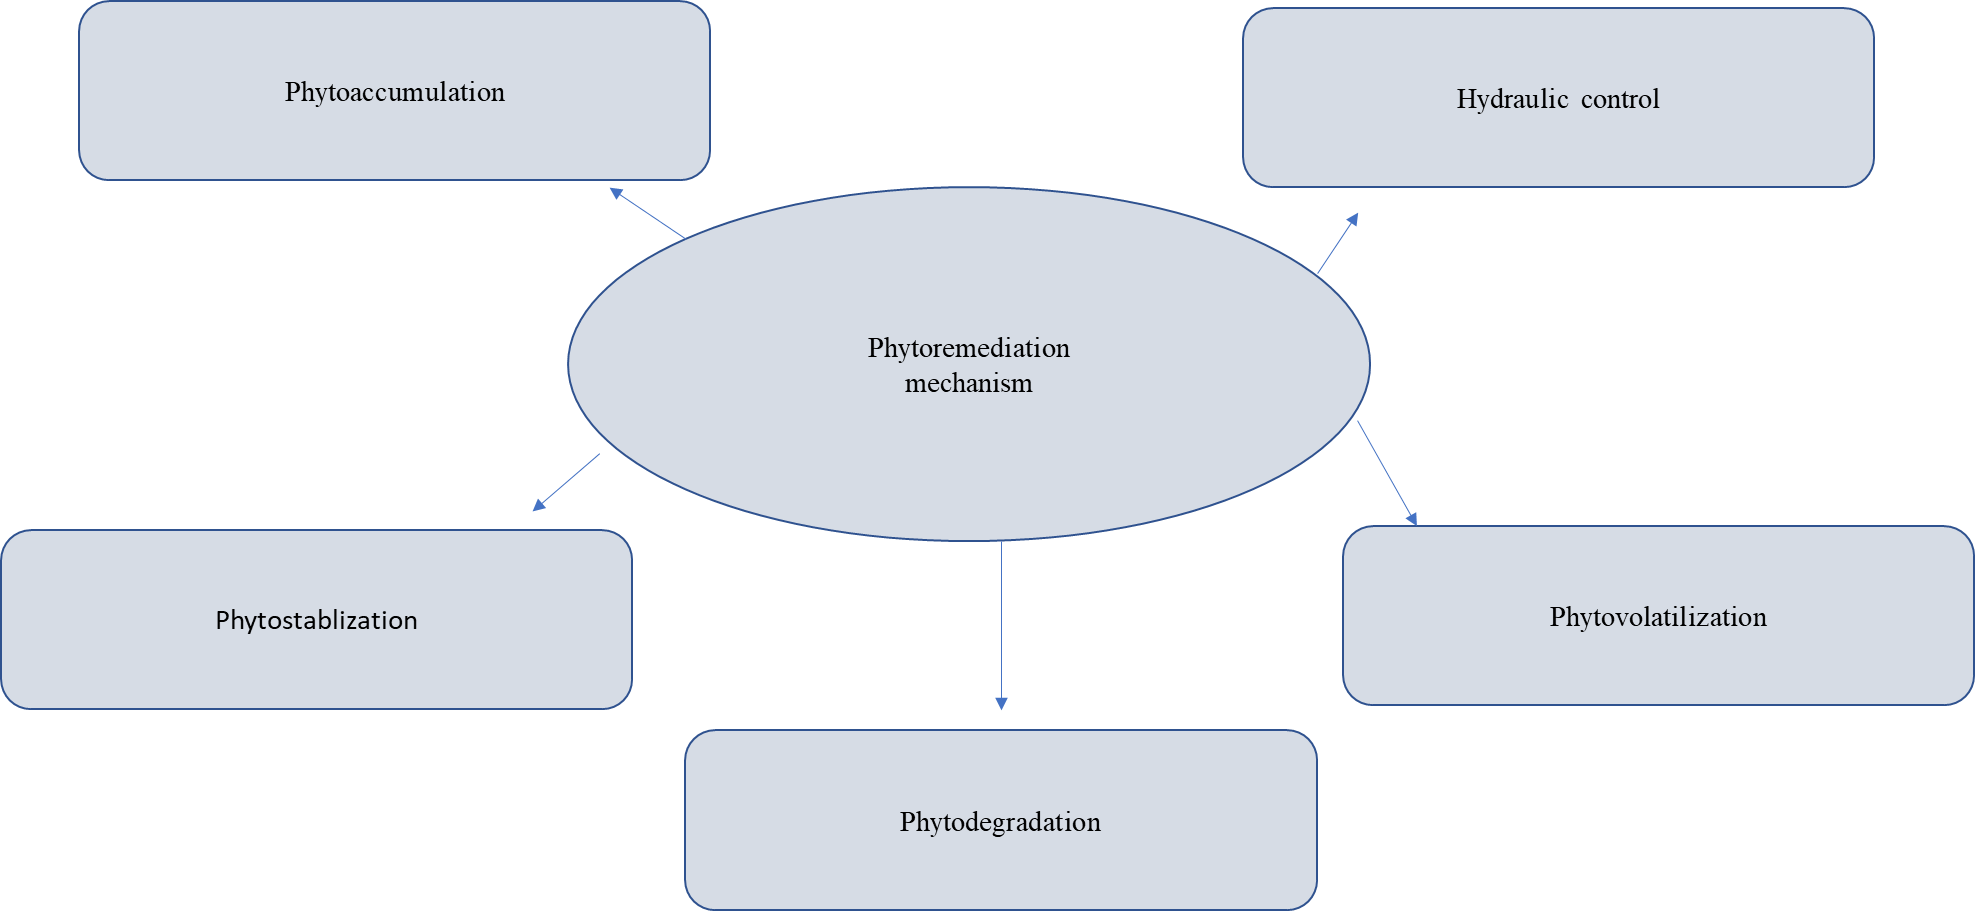 Phytoaccumulation
Hydraulic control
Phytoremediation
mechanism
Phytostablization
Phytovolatilization
Phytodegradation